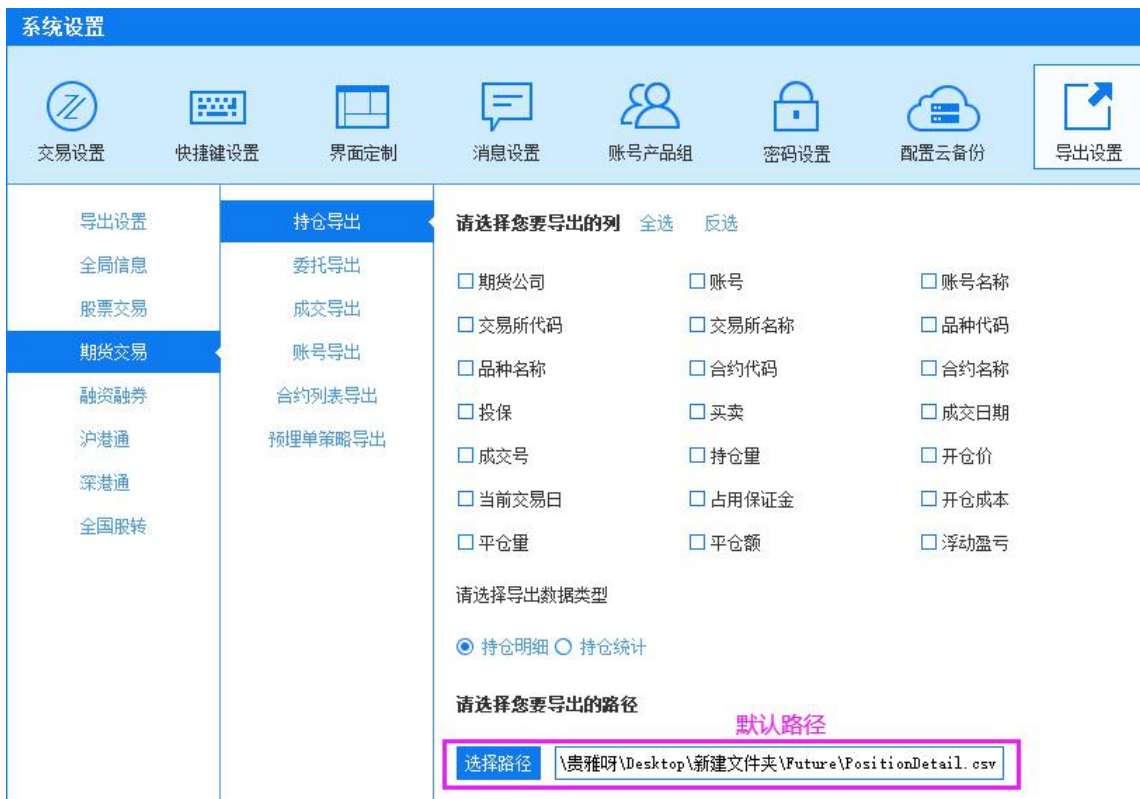 系统设置
交易设置 快捷键设置 界面定制 消息设置 账号产品组 密码设置 配置云备份 导出设置
导出设置
全局信息
股票交易
期货交易
融资融券
沪港通
深港通
全国股转
持仓导出
委托导出
成交导出
账号导出
合约列表导出
预埋单策略导出
请选择您要导出的列 全选 反选
期货公司 账号 账号名称
交易所代码 交易所名称 品种代码
品种名称 合约代码 合约名称
投保 买卖 成交日期
成交号 持仓量 开仓价
当前交易日 占用保证金 开仓成本
平仓量 平仓额 浮动盈亏
请选择导出数据类型
持仓明细 持仓统计
请选择您要导出的路径
默认路径
选择路径 \贵雅呀\Desktop\新建文件夹\Future\PositionDetail.csv